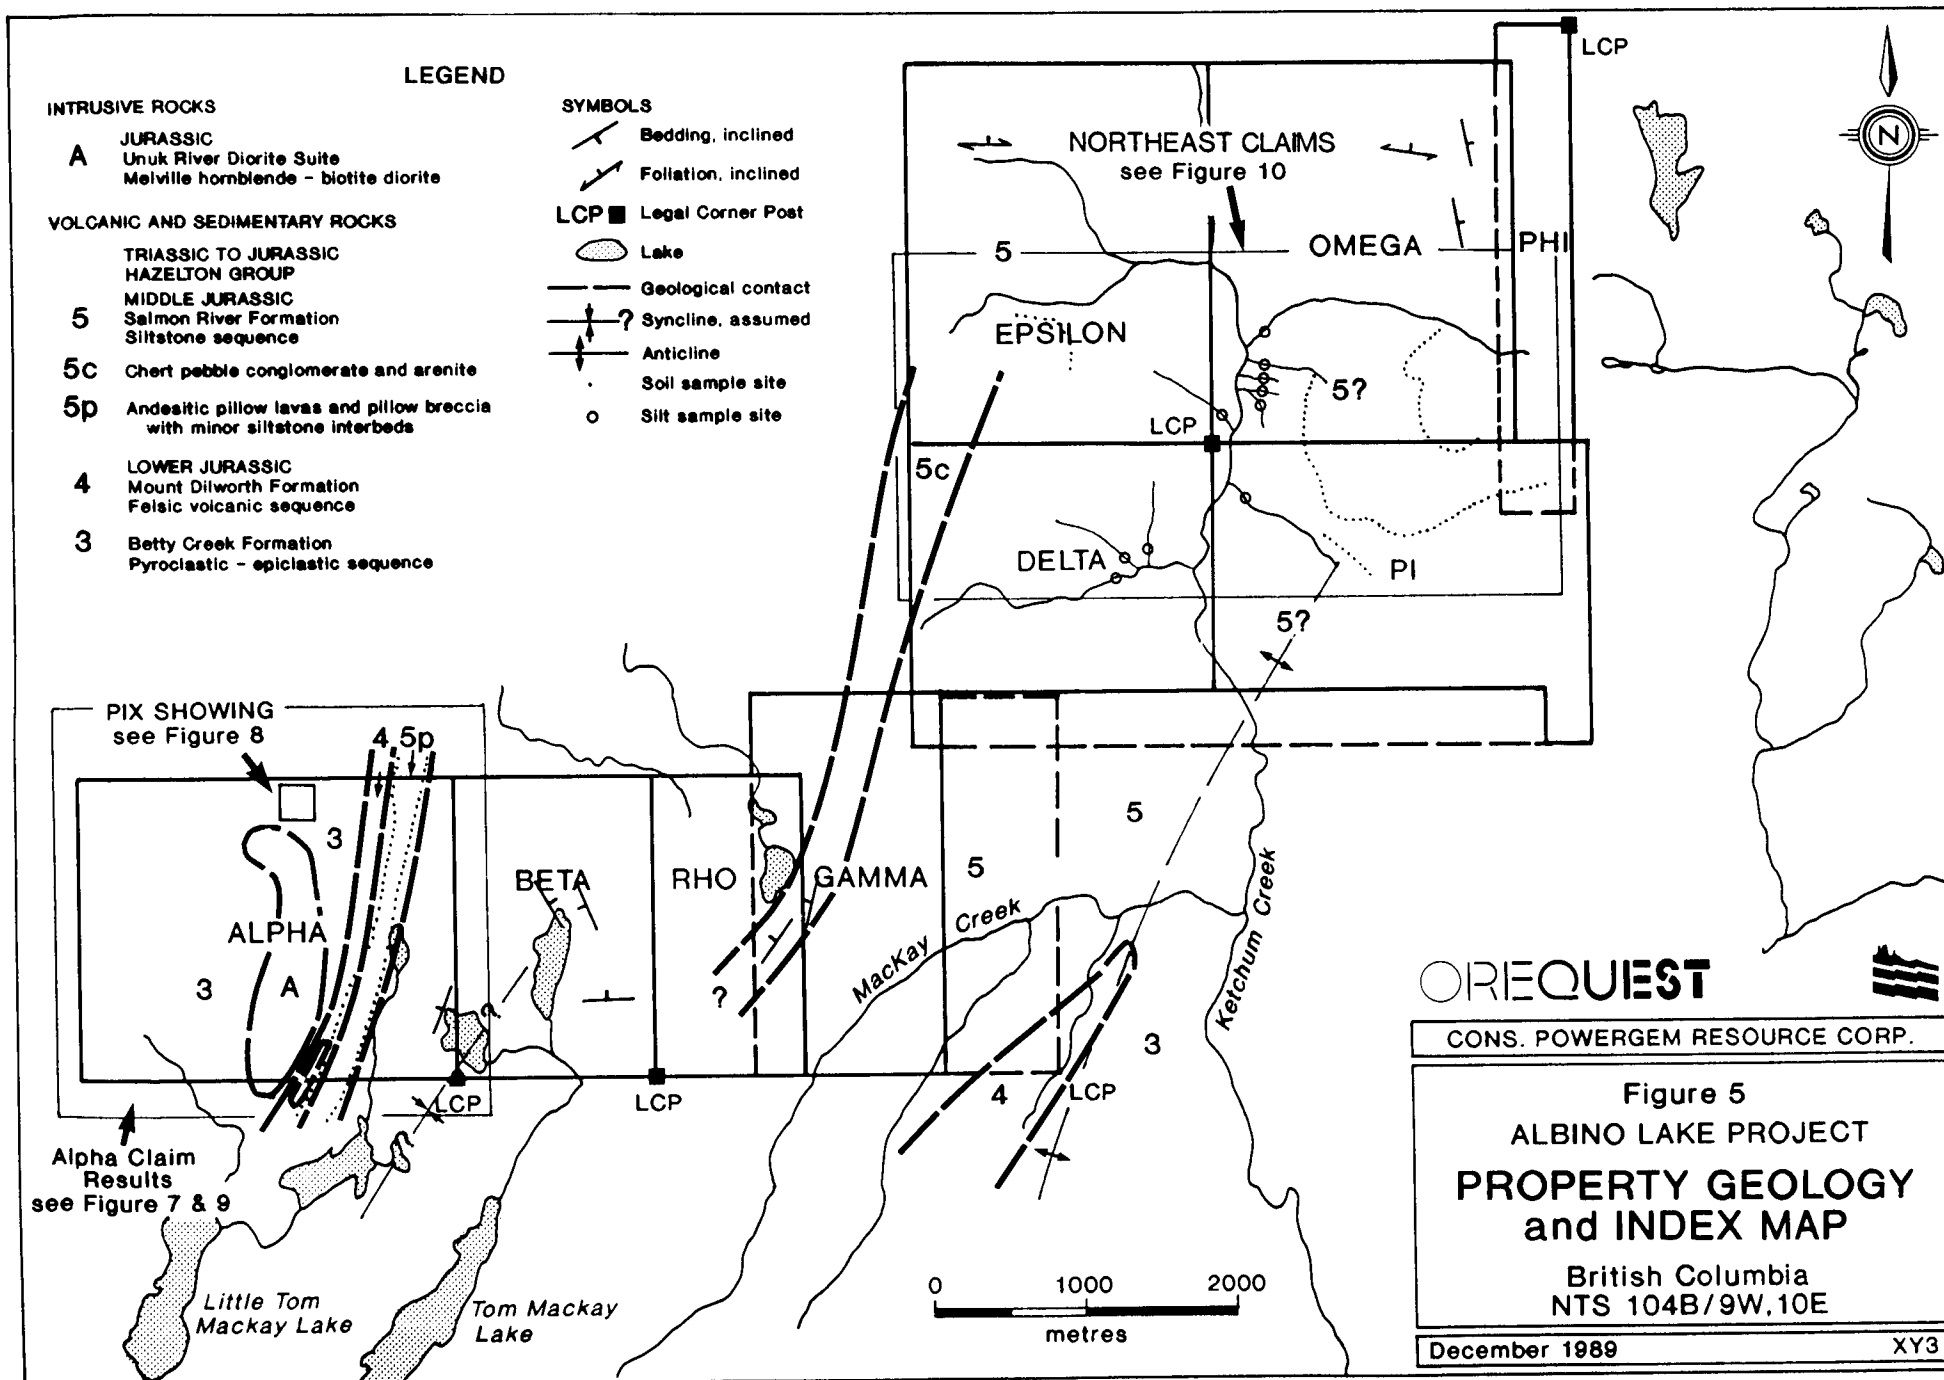 LEGEND
INTRUSIVE ROCKS
JURASSIC
A Unuk River Diorite Suite
Melville hornblende - biotite diorite
VOLCANIC AND SEDIMENTARY ROCKS
TRIASSIC TO JURASSIC
HAZELTON GROUP
MIDDLE JURASSIC
5 Salmon River Formation
Siltstone sequence
5c Chert pebble conglomerate and arenite
5p Andesitic pillow lavas and pillow breccia
with minor siltstone interbeds
LOWER JURASSIC
4 Mount Dilworth Formation
Felsic volcanic sequence
3 Betty Creek Formation
Pyroclastic - epiclastic sequence
SYMBOLS
Bedding, inclined
Foliation, inclined
LCP Legal Corner Post
Lake
Geological contact
? Syncline, assumed
Anticline
Soil sample site
Silt sample site
LCP
N
NORTHEAST CLAIMS
see Figure 10
5
OMEGA
PHI
EPSILON
5?
LCP
5c
DELTA
PI
5?
PIX SHOWING
see Figure 8
4 5p
3
5
BETA
RHO
GAMMA
5
ALPHA
MacKay Creek
Ketchum Creek
3
A
?
?
3
4
LCP
LCP
LCP
Alpha Claim
Results
see Figure 7 & 9
Little Tom
Mackay Lake
Tom Mackay
Lake
0 1000 2000
metres
OREQUEST
CONS. POWERGEM RESOURCE CORP.
Figure 5
ALBINO LAKE PROJECT
PROPERTY GEOLOGY
and INDEX MAP
British Columbia
NTS 104B/9W,10E
December 1989 XY3